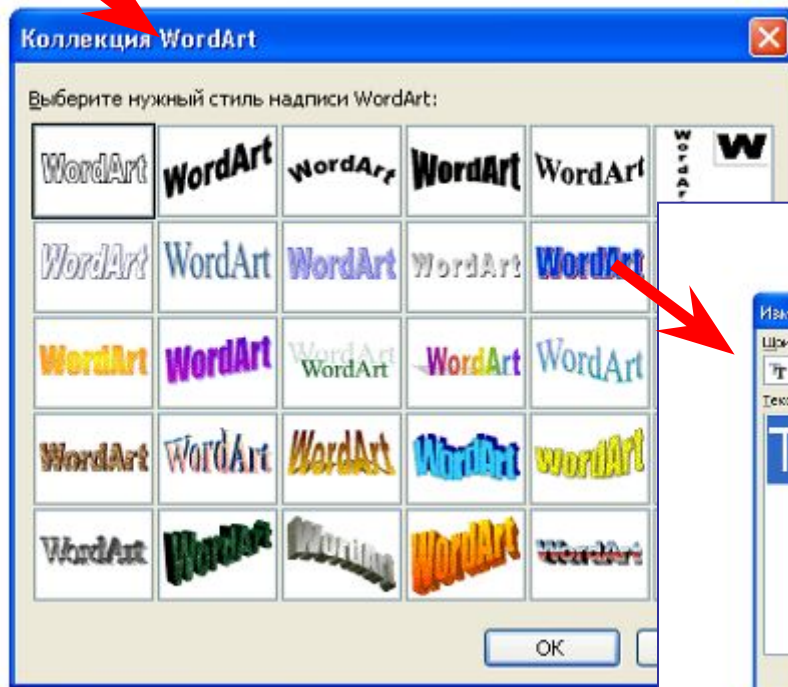 Коллекция WordArt
Выберите нужный стиль надписи WordArt:
WordArt WordArt WordArt WordArt WordArt WordAr W
WordArt WordArt WordArt WordArt WordArt
WordArt WordArt WordArt WordArt WordArt
WordArt WordArt WordArt WordArt WordArt
WordArt WordArt WordArt WordArt WordArt
OK